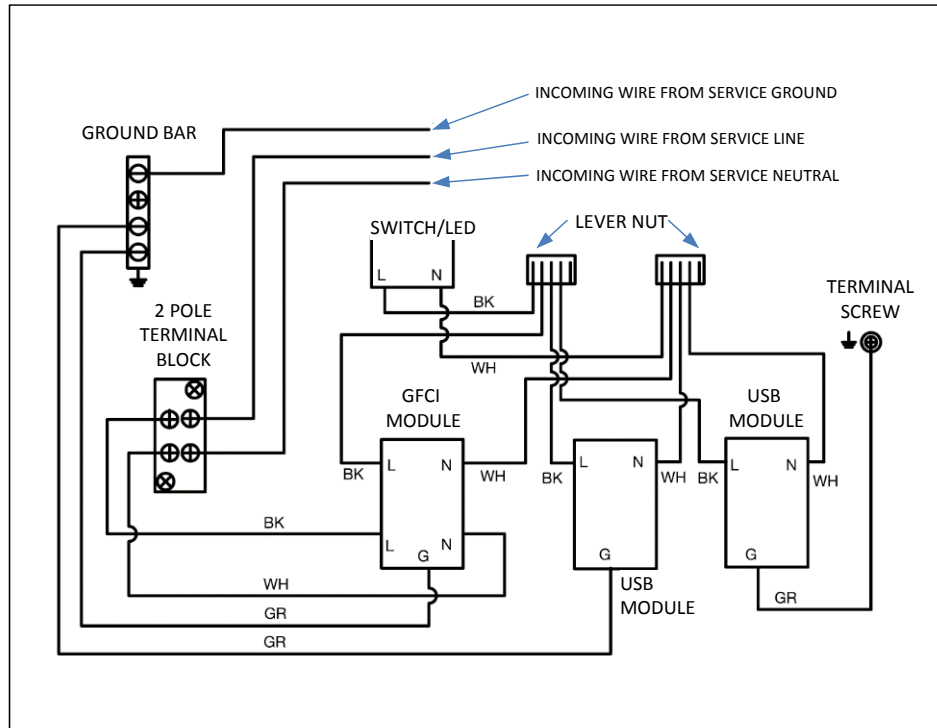 INCOMING WIRE FROM SERVICE GROUND
GROUND BAR
INCOMING WIRE FROM SERVICE LINE
INCOMING WIRE FROM SERVICE NEUTRAL
SWITCH/LED
LEVER NUT
L N
BK
TERMINAL
SCREW
2 POLE
TERMINAL
BLOCK
WH
GFCI
MODULE
USB
MODULE
L N
BK
WH
L N
BK
WH
L N
BK
WH
BK
L N
G
G
G
WH
USB
MODULE
GR
GR
GR